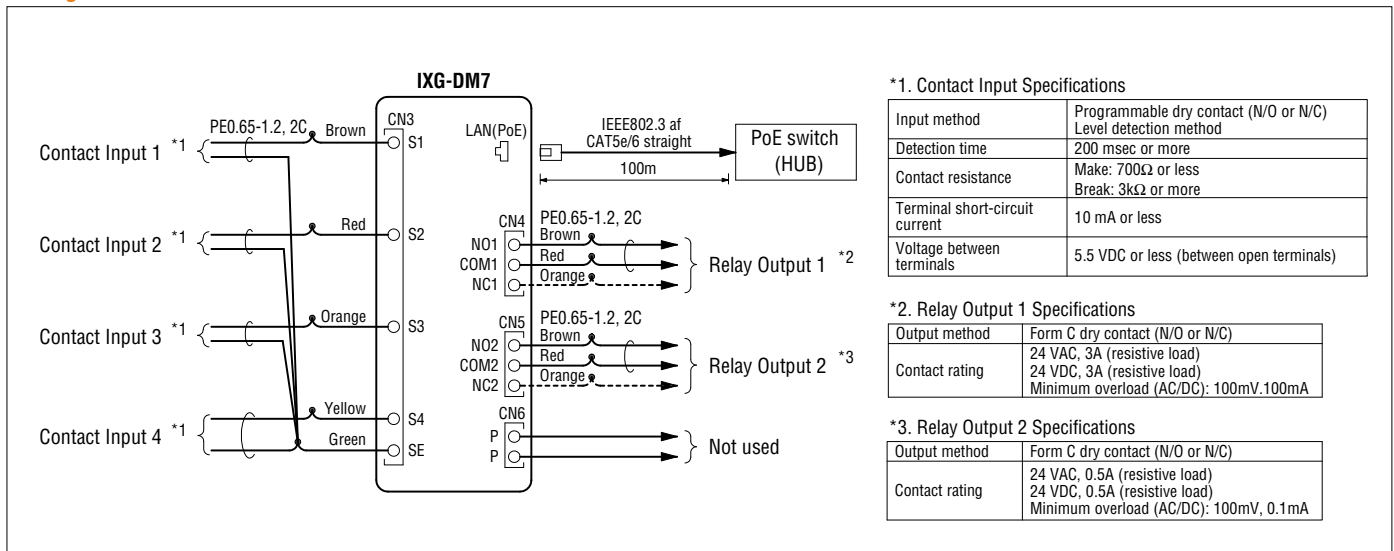 IXG-DM7
CN3
PE0.65-1.2, 2C
Brown
S1
Contact Input 1 *1
Red
S2
Contact Input 2 *1
Orange
S3
Contact Input 3 *1
Yellow
S4
Contact Input 4 *1
Green
SE
LAN(PoE)
IEEE802.3 af
CAT5e/6 straight
100m
PoE switch
(HUB)
CN4
PE0.65-1.2, 2C
NO1
Brown
COM1
Red
NC1
Orange
Relay Output 1 *2
CN5
PE0.65-1.2, 2C
NO2
Brown
COM2
Red
NC2
Orange
Relay Output 2 *3
CN6
P
P
Not used
*1. Contact Input Specifications
Input method
Programmable dry contact (N/O or N/C)
Level detection method
Detection time
200 msec or more
Contact resistance
Make: 700Ω or less
Break: 3kΩ or more
Terminal short-circuit
current
10 mA or less
Voltage between
terminals
5.5 VDC or less (between open terminals)
*2. Relay Output 1 Specifications
Output method
Form C dry contact (N/O or N/C)
Contact rating
24 VAC, 3A (resistive load)
24 VDC, 3A (resistive load)
Minimum overload (AC/DC): 100mV.100mA
*3. Relay Output 2 Specifications
Output method
Form C dry contact (N/O or N/C)
Contact rating
24 VAC, 0.5A (resistive load)
24 VDC, 0.5A (resistive load)
Minimum overload (AC/DC): 100mV, 0.1mA